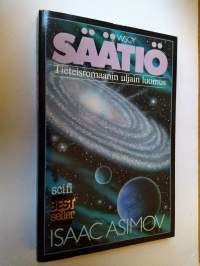 WSOY
SÄÄTIÖ
Tieteisromaanin uljain luomus
scifi
BEST
seller
ISAAC ASIMOV